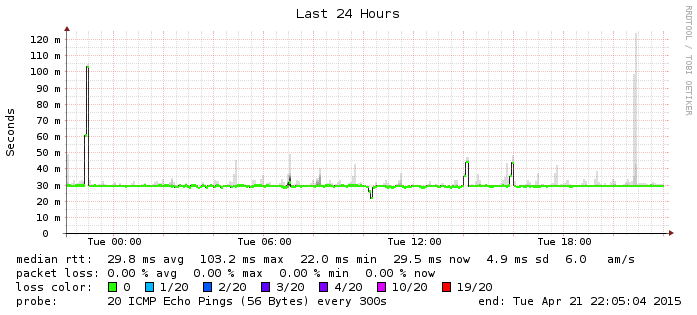 Last 24 Hours
RRDTOOL / TOBI OETIKER
Seconds
120 m
110 m
100 m
90 m
80 m
70 m
60 m
50 m
40 m
30 m
20 m
10 m
0
Tue 00:00 Tue 06:00 Tue 12:00 Tue 18:00
median rtt: 29.8 ms avg 103.2 ms max 22.0 ms min 29.5 ms now 4.9 ms sd 6.0 am/s
packet loss: 0.00 % avg 0.00 % max 0.00 % min 0.00 % now
loss color: 0 1/20 2/20 3/20 4/20 10/20 19/20
probe: 20 ICMP Echo Pings (56 Bytes) every 300s end: Tue Apr 21 22:05:04 2015